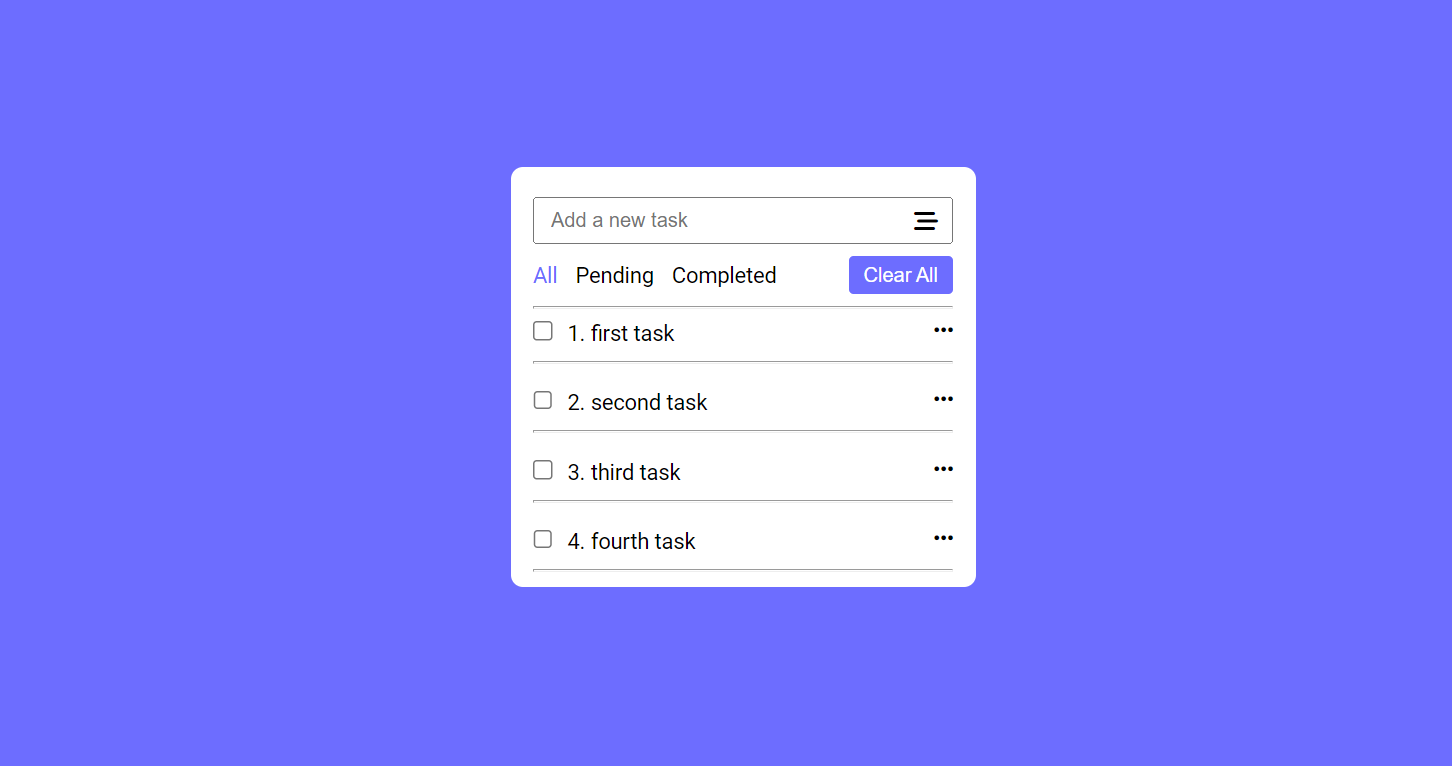 Add a new task
All Pending Completed Clear All
1. first task
2. second task
3. third task
4. fourth task